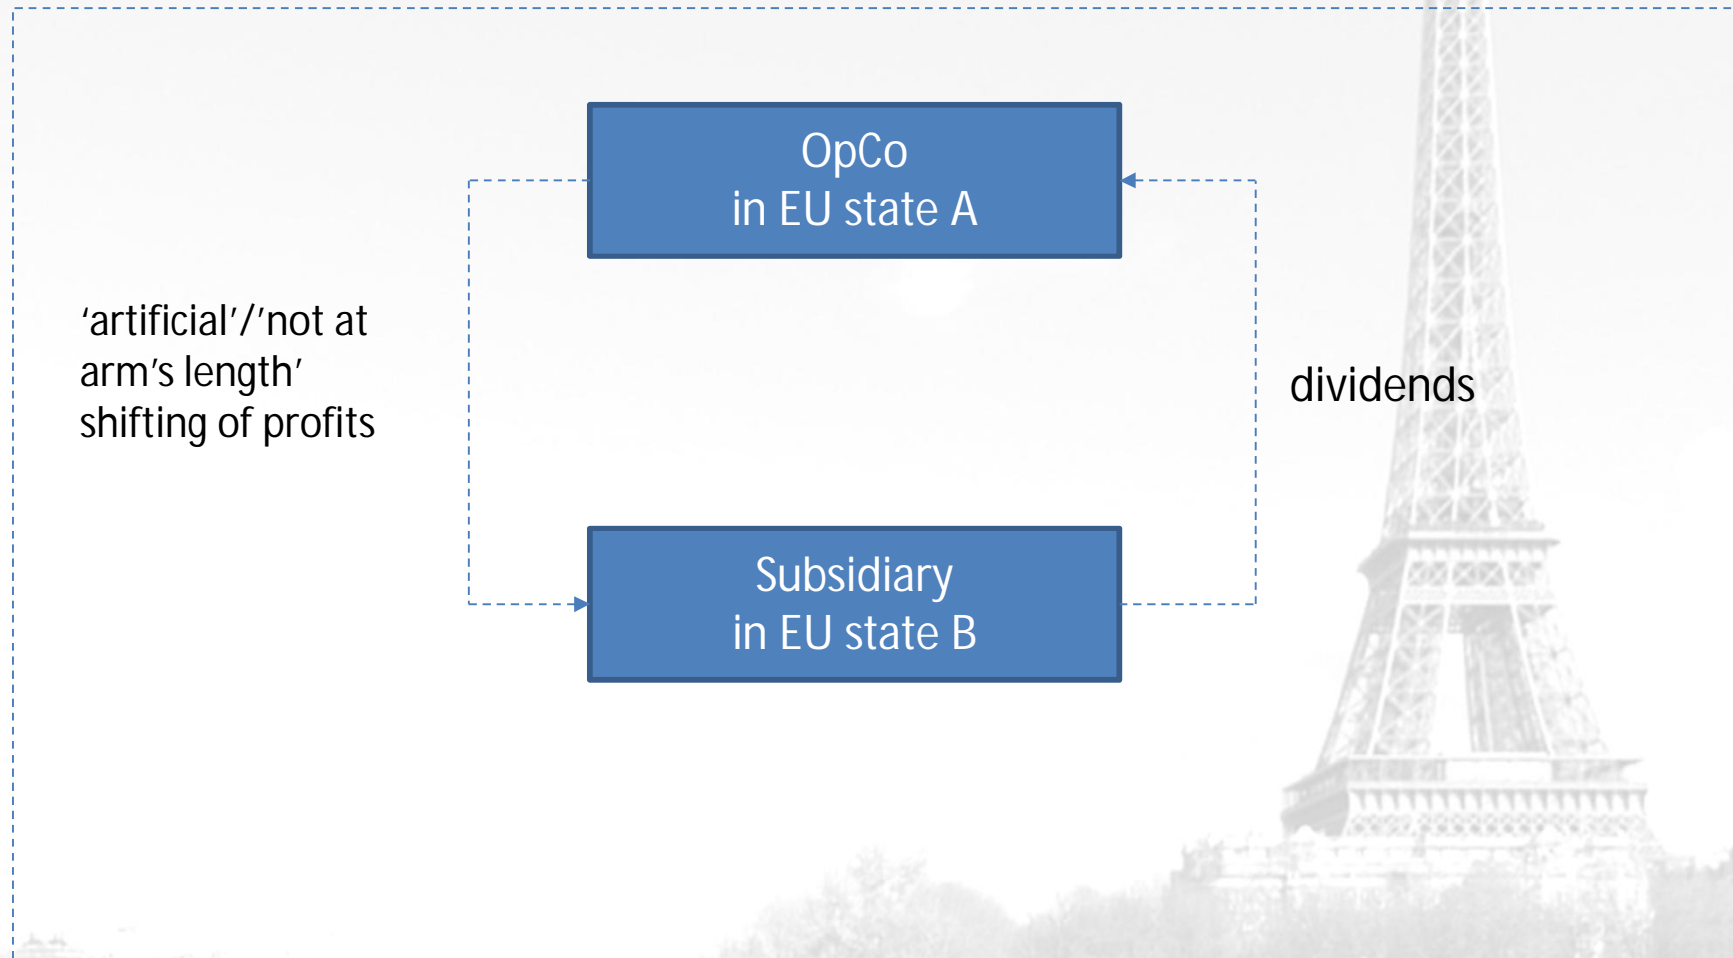 OpCo
in EU state A
‘artificial’/’not at
arm’s length’
shifting of profits
dividends
Subsidiary
in EU state B